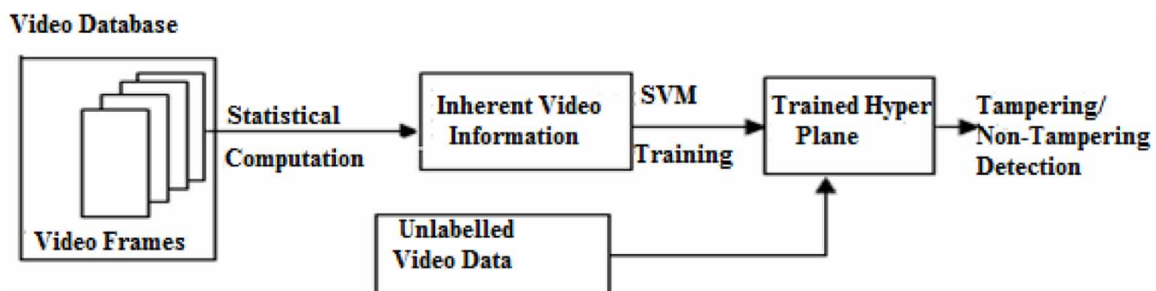 Video Database
Video Frames
Statistical
Computation
Inherent Video
Information
SVM
Training
Trained Hyper
Plane
Tampering/
Non-Tampering
Detection
Unlabelled
Video Data